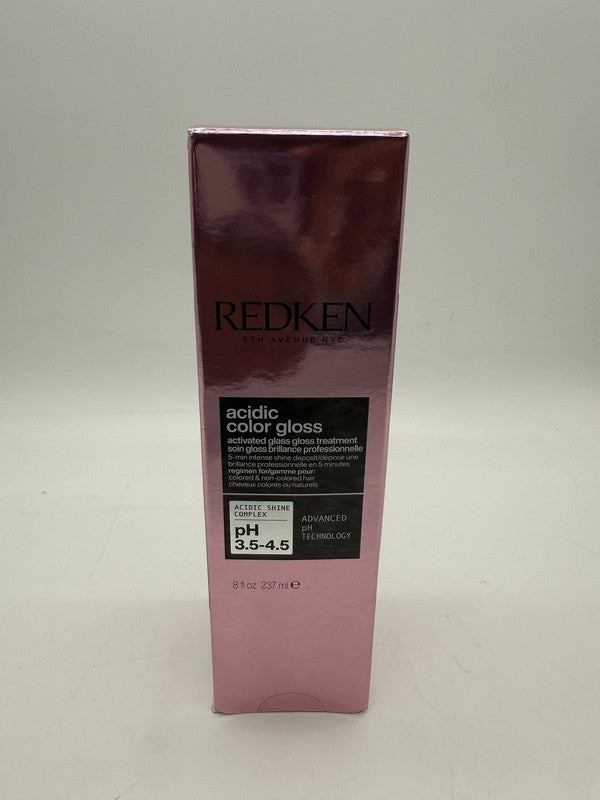 REDKEN
5TH AVENUE NYC
acidic
color gloss
activated glass gloss treatment
soin gloss brillance professionnelle
5-min intense shine deposit/dépose une
brillance professionnelle en 5 minutes
regimen for/gamme pour:
colored & non-colored hair
cheveux colorés ou naturels
ACIDIC SHINE
COMPLEX
pH
3.5-4.5
ADVANCED
pH
TECHNOLOGY
8 fl oz 237 ml ℮